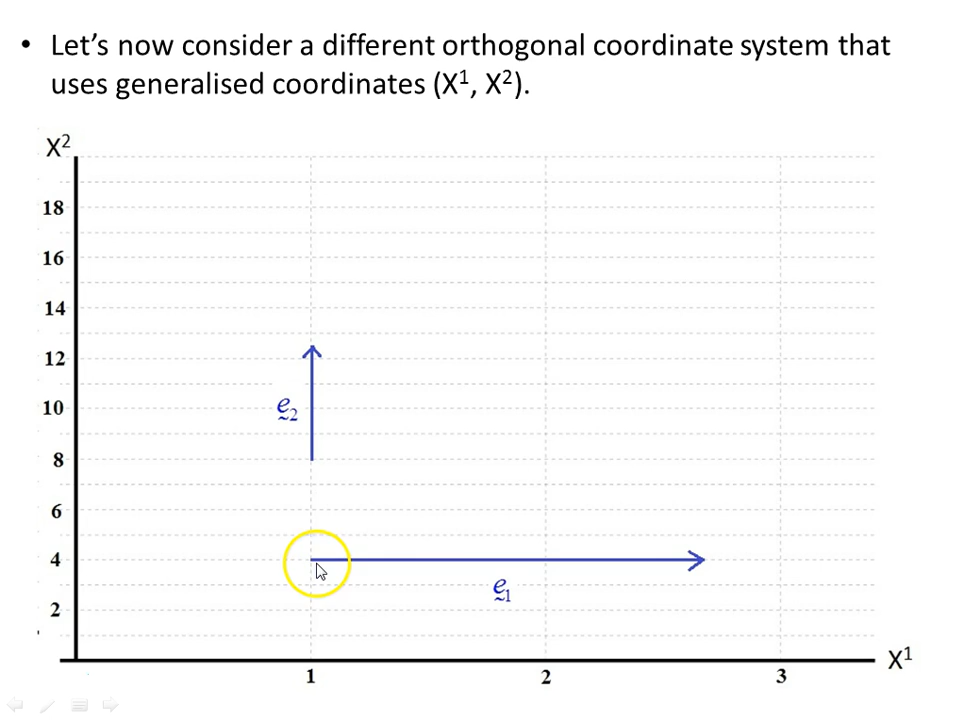 • Let’s now consider a different orthogonal coordinate system that
uses generalised coordinates (X¹, X²).
X²
18
16
14
12
10
e₂
8
6
4
e₁
2
X¹
1 2 3